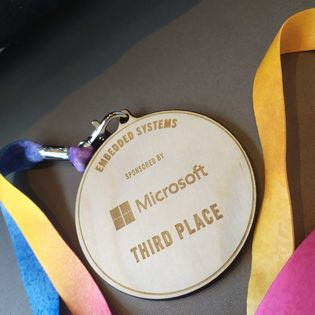 EMBEDDED SYSTEMS
SPONSORED BY
Microsoft
THIRD PLACE